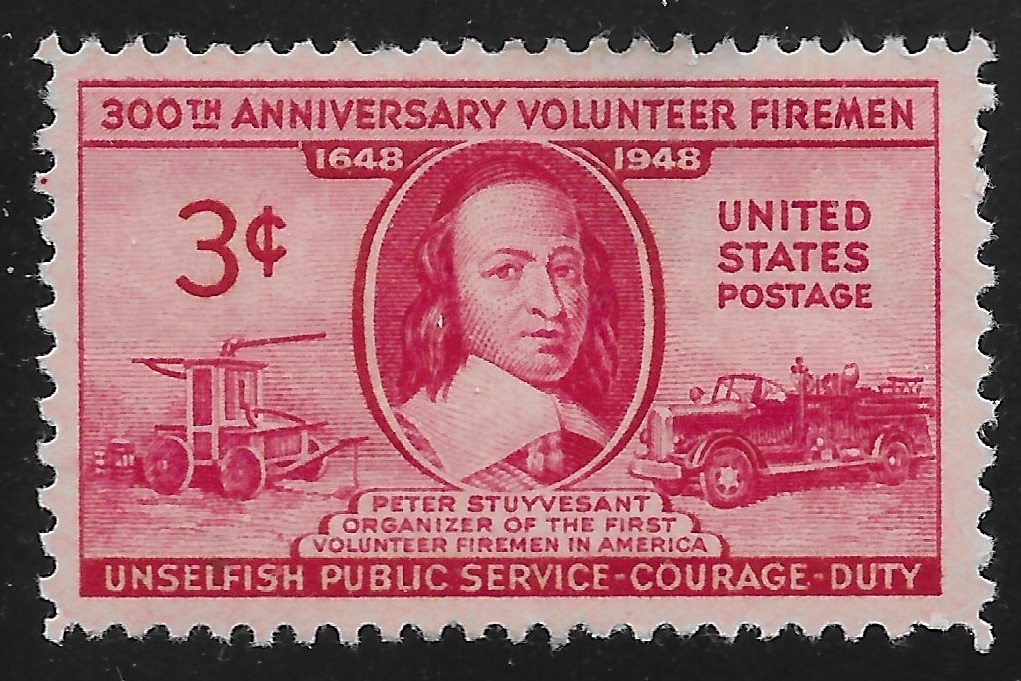 300TH ANNIVERSARY VOLUNTEER FIREMEN
1648 1948
3¢
UNITED
STATES
POSTAGE
PETER STUYVESANT
ORGANIZER OF THE FIRST
VOLUNTEER FIREMEN IN AMERICA
UNSELFISH PUBLIC SERVICE-COURAGE-DUTY